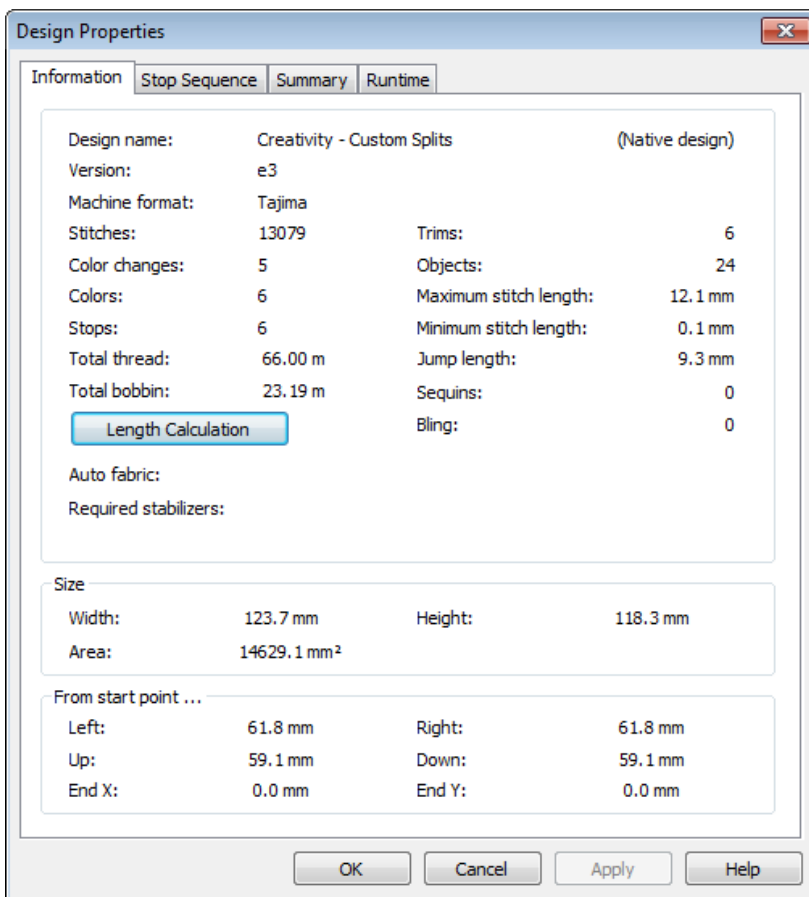 Design Properties
Information Stop Sequence Summary Runtime
Design name: Creativity - Custom Splits (Native design)
Version: e3
Machine format: Tajima
Stitches: 13079 Trims: 6
Color changes: 5 Objects: 24
Colors: 6 Maximum stitch length: 12.1 mm
Stops: 6 Minimum stitch length: 0.1 mm
Total thread: 66.00 m Jump length: 9.3 mm
Total bobbin: 23.19 m Sequins: 0
Length Calculation Bling: 0
Auto fabric:
Required stabilizers:
Size
Width: 123.7 mm Height: 118.3 mm
Area: 14629.1 mm²
From start point ...
Left: 61.8 mm Right: 61.8 mm
Up: 59.1 mm Down: 59.1 mm
End X: 0.0 mm End Y: 0.0 mm
OK Cancel Apply Help